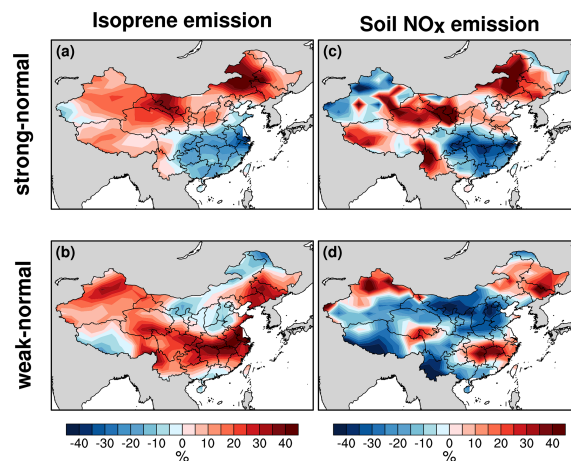 Isoprene emission
Soil NOx emission
strong-normal
(a)
(c)
weak-normal
(b)
(d)
-40 -30 -20 -10 0 10 20 30 40
%
-40 -30 -20 -10 0 10 20 30 40
%